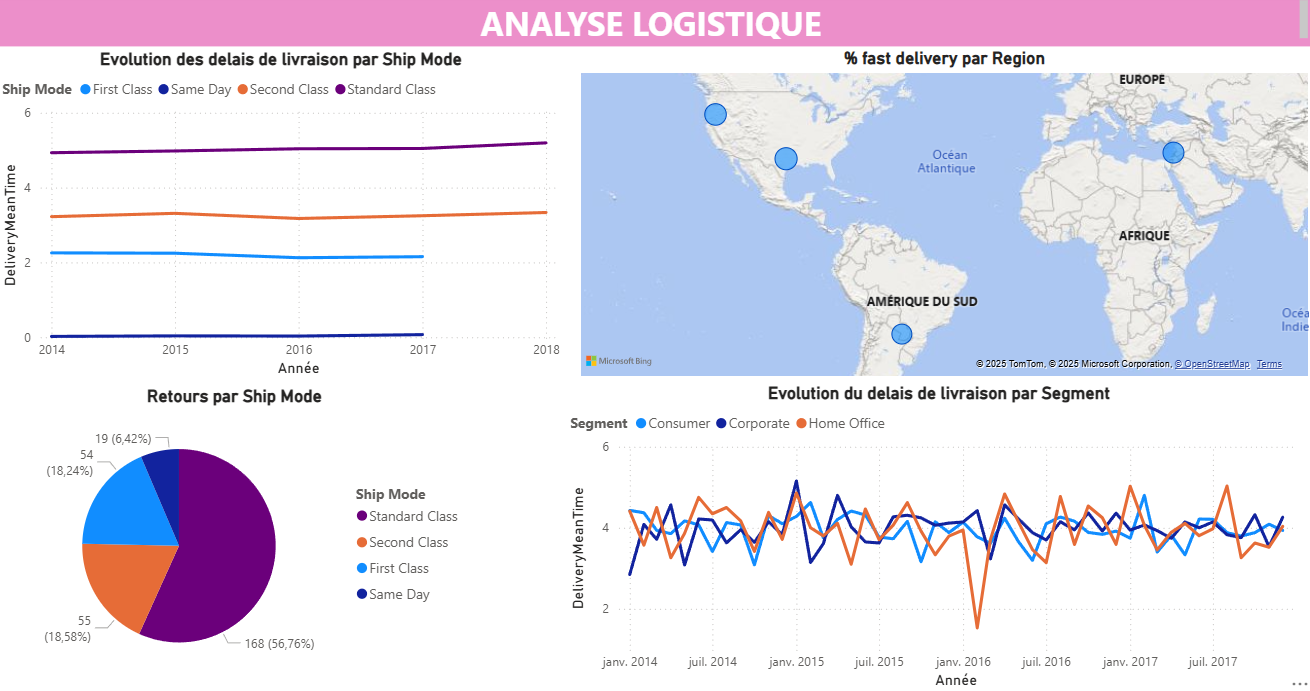 ANALYSE LOGISTIQUE
Evolution des delais de livraison par Ship Mode
Ship Mode First Class Same Day Second Class Standard Class
6
4
2
0
DeliveryMeanTime
2014 2015 2016 2017 2018
Année
% fast delivery par Region
EUROPE
Océan
Atlantique
AFRIQUE
AMÉRIQUE DU SUD
Océa
Indie
Microsoft Bing
© 2025 TomTom, © 2025 Microsoft Corporation, © OpenStreetMap Terms
Retours par Ship Mode
19 (6,42%)
54
(18,24%)
55
(18,58%)
168 (56,76%)
Ship Mode
Standard Class
Second Class
First Class
Same Day
Evolution du delais de livraison par Segment
Segment Consumer Corporate Home Office
6
4
2
DeliveryMeanTime
janv. 2014 juil. 2014 janv. 2015 juil. 2015 janv. 2016 juil. 2016 janv. 2017 juil. 2017
Année